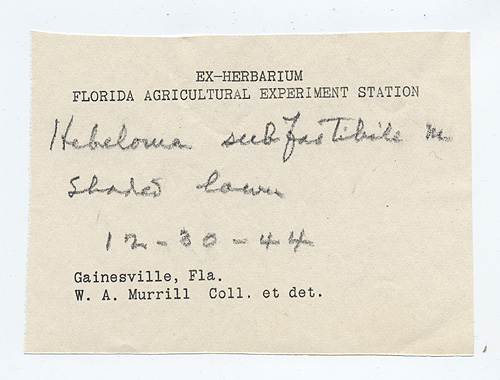 EX-HERBARIUM
FLORIDA AGRICULTURAL EXPERIMENT STATION
Hebeloma subfastibile M
Shaded lawn
12-30-44
Gainesville, Fla.
W. A. Murrill Coll. et det.